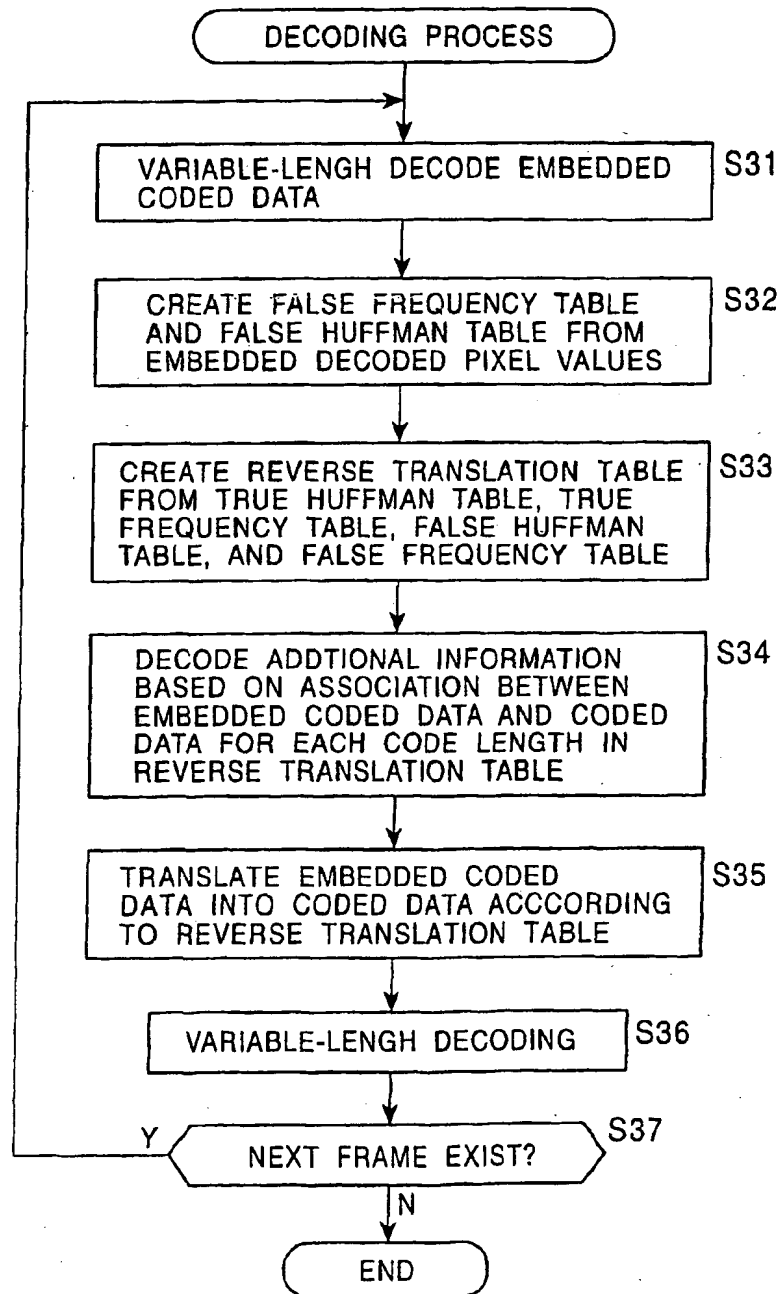 DECODING PROCESS
VARIABLE-LENGH DECODE EMBEDDED
CODED DATA
S31
CREATE FALSE FREQUENCY TABLE
AND FALSE HUFFMAN TABLE FROM
EMBEDDED DECODED PIXEL VALUES
S32
CREATE REVERSE TRANSLATION TABLE
FROM TRUE HUFFMAN TABLE, TRUE
FREQUENCY TABLE, FALSE HUFFMAN
TABLE, AND FALSE FREQUENCY TABLE
S33
DECODE ADDTIONAL INFORMATION
BASED ON ASSOCIATION BETWEEN
EMBEDDED CODED DATA AND CODED
DATA FOR EACH CODE LENGTH IN
REVERSE TRANSLATION TABLE
S34
TRANSLATE EMBEDDED CODED
DATA INTO CODED DATA ACCCORDING
TO REVERSE TRANSLATION TABLE
S35
VARIABLE-LENGH DECODING
S36
Y
NEXT FRAME EXIST?
S37
N
END